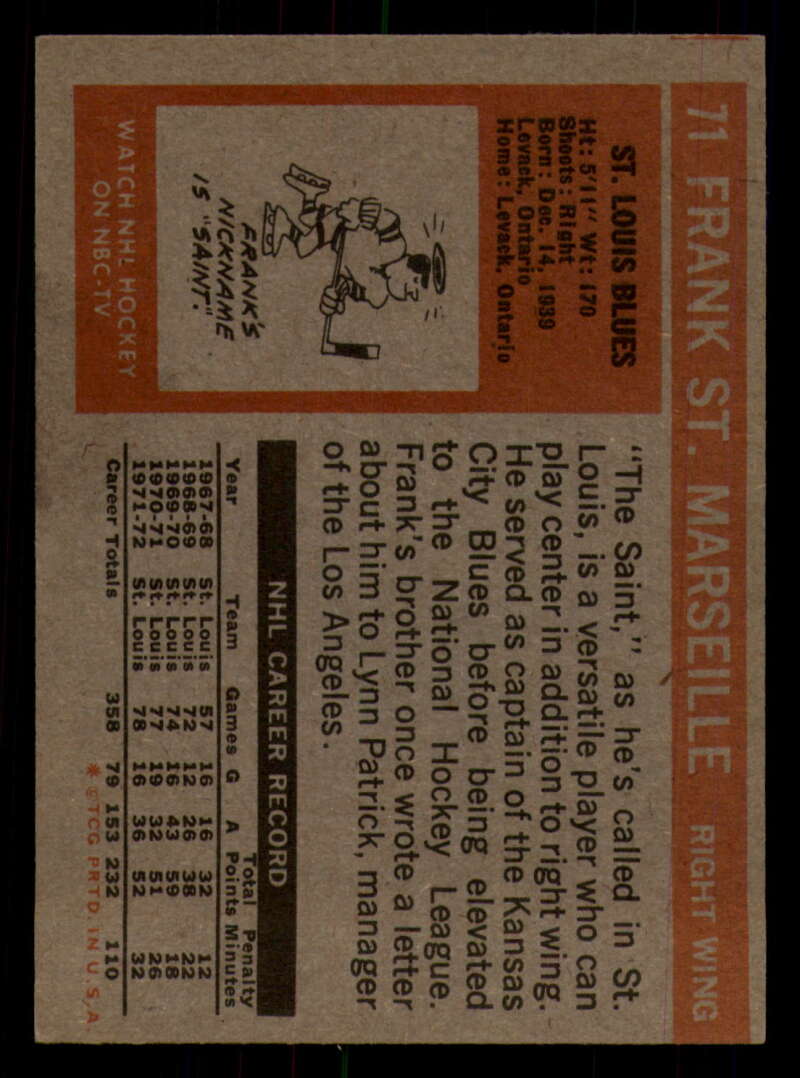 71 FRANK ST. MARSEILLE RIGHT WING
ST. LOUIS BLUES
Ht: 5'11" Wt: 170
Shoots: Right
Born: Dec. 14, 1939
Levack, Ontario
Home: Levack, Ontario
FRANK'S
NICKNAME
IS "SAINT."
WATCH NHL HOCKEY
ON NBC-TV
"The Saint," as he's called in St.
Louis, is a versatile player who can
play center in addition to right wing.
He served as captain of the Kansas
City Blues before being elevated
to the National Hockey League.
Frank's brother once wrote a letter
about him to Lynn Patrick, manager
of the Los Angeles.
NHL CAREER RECORD
Total Penalty
Year Team Games G A Points Minutes
1967-68 St. Louis 57 16 16 32 12
1968-69 St. Louis 72 12 26 38 22
1969-70 St. Louis 74 16 43 59 18
1970-71 St. Louis 77 19 32 51 26
1971-72 St. Louis 78 16 36 52 32
Career Totals 358 79 153 232 110
* © TCG PRTD. IN U.S.A